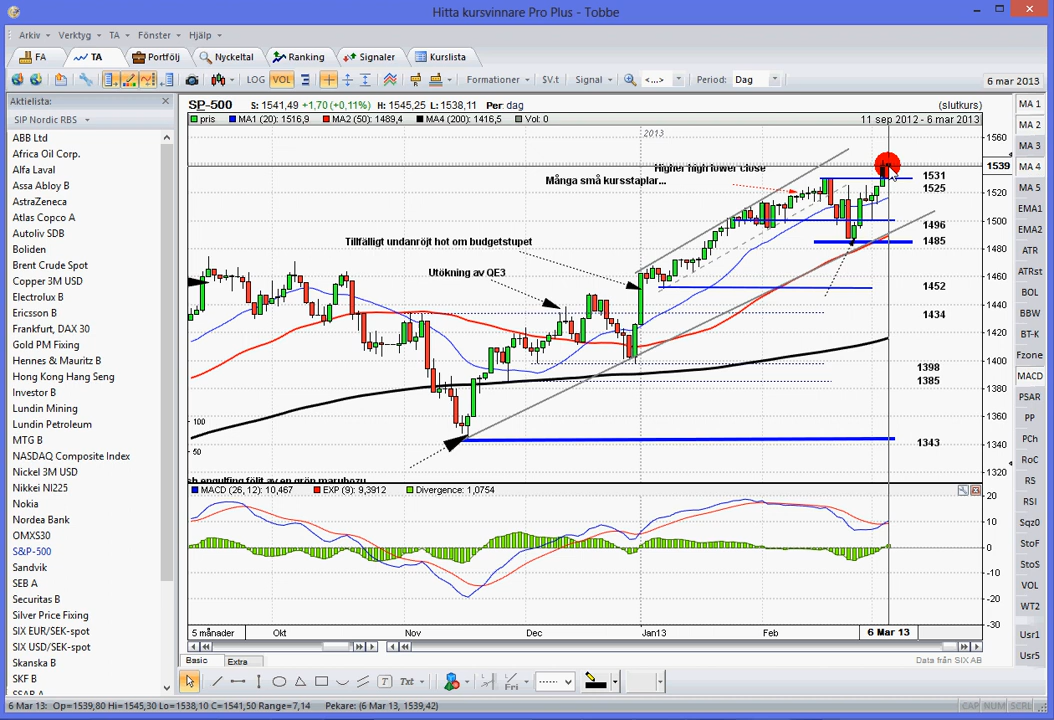 Hitta kursvinnare Pro Plus - Tobbe
Arkiv Verktyg TA Fönster Hjälp
FA TA Portfölj Nyckeltal Ranking Signaler Kurslista
LOG VOL Formationer SV.t Signal <...> Period: Dag 6 mar 2013
Aktielista:
SIP Nordic RBS
ABB Ltd
Africa Oil Corp.
Alfa Laval
Assa Abloy B
AstraZeneca
Atlas Copco A
Autoliv SDB
Boliden
Brent Crude Spot
Copper 3M USD
Electrolux B
Ericsson B
Frankfurt, DAX 30
Gold PM Fixing
Hennes & Mauritz B
Hong Kong Hang Seng
Investor B
Lundin Mining
Lundin Petroleum
MTG B
NASDAQ Composite Index
Nickel 3M USD
Nikkei NI225
Nokia
Nordea Bank
OMXS30
S&P-500
Sandvik
SEB A
Securitas B
Silver Price Fixing
SIX EUR/SEK-spot
SIX USD/SEK-spot
Skanska B
SKF B
SSAB A
SP-500 S: 1541,49 +1,70 (+0,11%) H: 1545,25 L: 1538,11 Per: dag (slutkurs)
pris MA1 (20): 1516,9 MA2 (50): 1489,4 MA4 (200): 1416,5 Vol: 0 11 sep 2012 - 6 mar 2013
2013
Higher high lower close
Många små kursstaplar...
Tillfälligt undanröjt hot om budgetstupet
Utökning av QE3
1531
1525
1496
1485
1452
1434
1398
1385
1343
100
50
1560
1539
1520
1500
1480
1460
1440
1420
1400
1380
1360
1340
1320
MACD (26, 12): 10,467 EXP (9): 9,3912 Divergence: 1,0754
20
10
0
-10
-20
-30
5 månader Okt Nov Dec Jan13 Feb 6 Mar 13
Basic Extra
Data från SIX AB
MA 1
MA 2
MA 3
MA 4
MA 5
EMA1
EMA2
ATR
ATRst
BOL
BBW
BT-K
Fzone
MACD
PSAR
PP
PCh
RoC
RS
RSI
Sqz0
StoF
StoS
VOL
WT2
Usr1
Usr5
T Txt Fri
6 Mar 13: Op=1539,80 Hi=1545,30 Lo=1538,10 C=1541,50 Range=7,14 Pekare: (6 Mar 13, 1539,42) CAP NUM SCRL